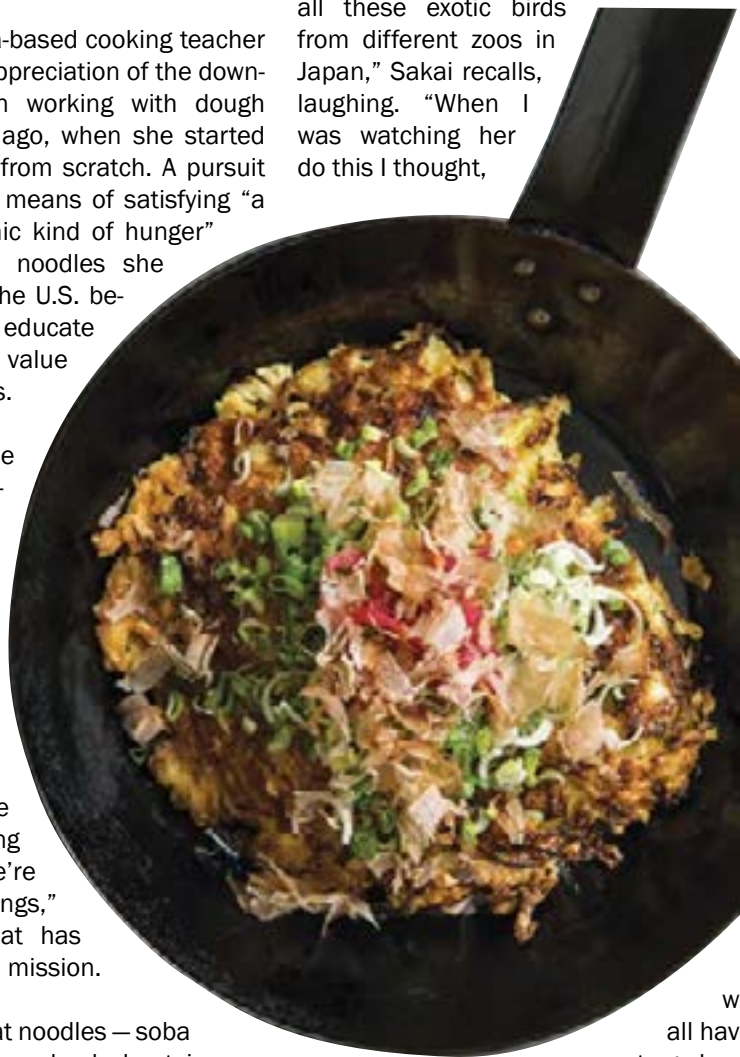 -based cooking teacher
ppreciation of the down-
working with dough
ago, when she started
from scratch. A pursuit
means of satisfying “a
ic kind of hunger”
noodles she
he U.S. be-
educate
value
s.
e
-
e
ng
e’re
ngs,”
at has
mission.
at noodles — soba
all these exotic birds
from different zoos in
Japan,” Sakai recalls,
laughing. “When I
was watching her
do this I thought,
w
all hav